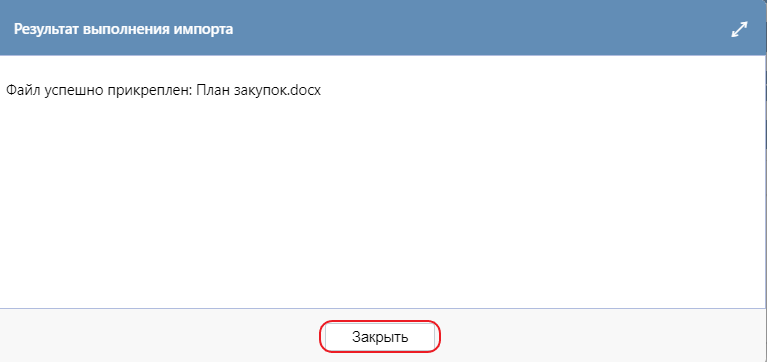 Результат выполнения импорта
Файл успешно прикреплен: План закупок.docx
Закрыть